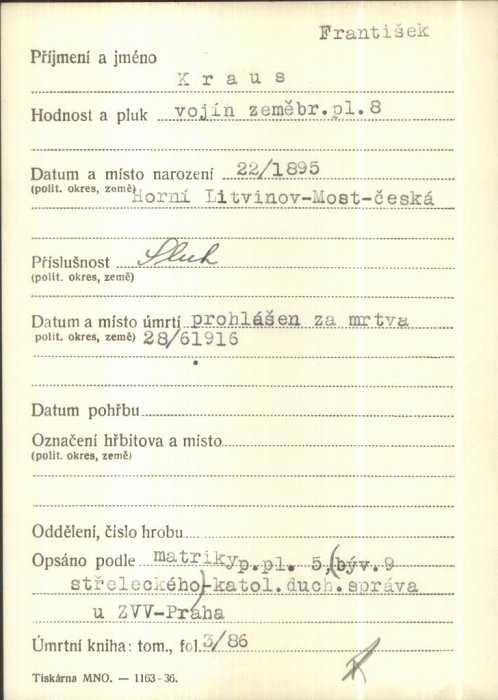 František
Příjmení a jméno
Kraus
Hodnost a pluk vojín zeměbr.pl.8
Datum a místo narození 22/1895
(polit. okres, země) Horní Litvinov-Most-česká
Příslušnost
(polit. okres, země)
Datum a místo úmrtí prohlášen za mrtva
polit. okres, země) 28/61916
Datum pohřbu
Označení hřbitova a místo
(polit. okres, země)
Oddělení, číslo hrobu
Opsáno podle matriky p.pl. 5,(býv.9
střeleckého)-katol.duch.správa
u ZVV-Praha
Úmrtní kniha: tom., fol. 3/86
Tiskárna MNO. — 1163-36.